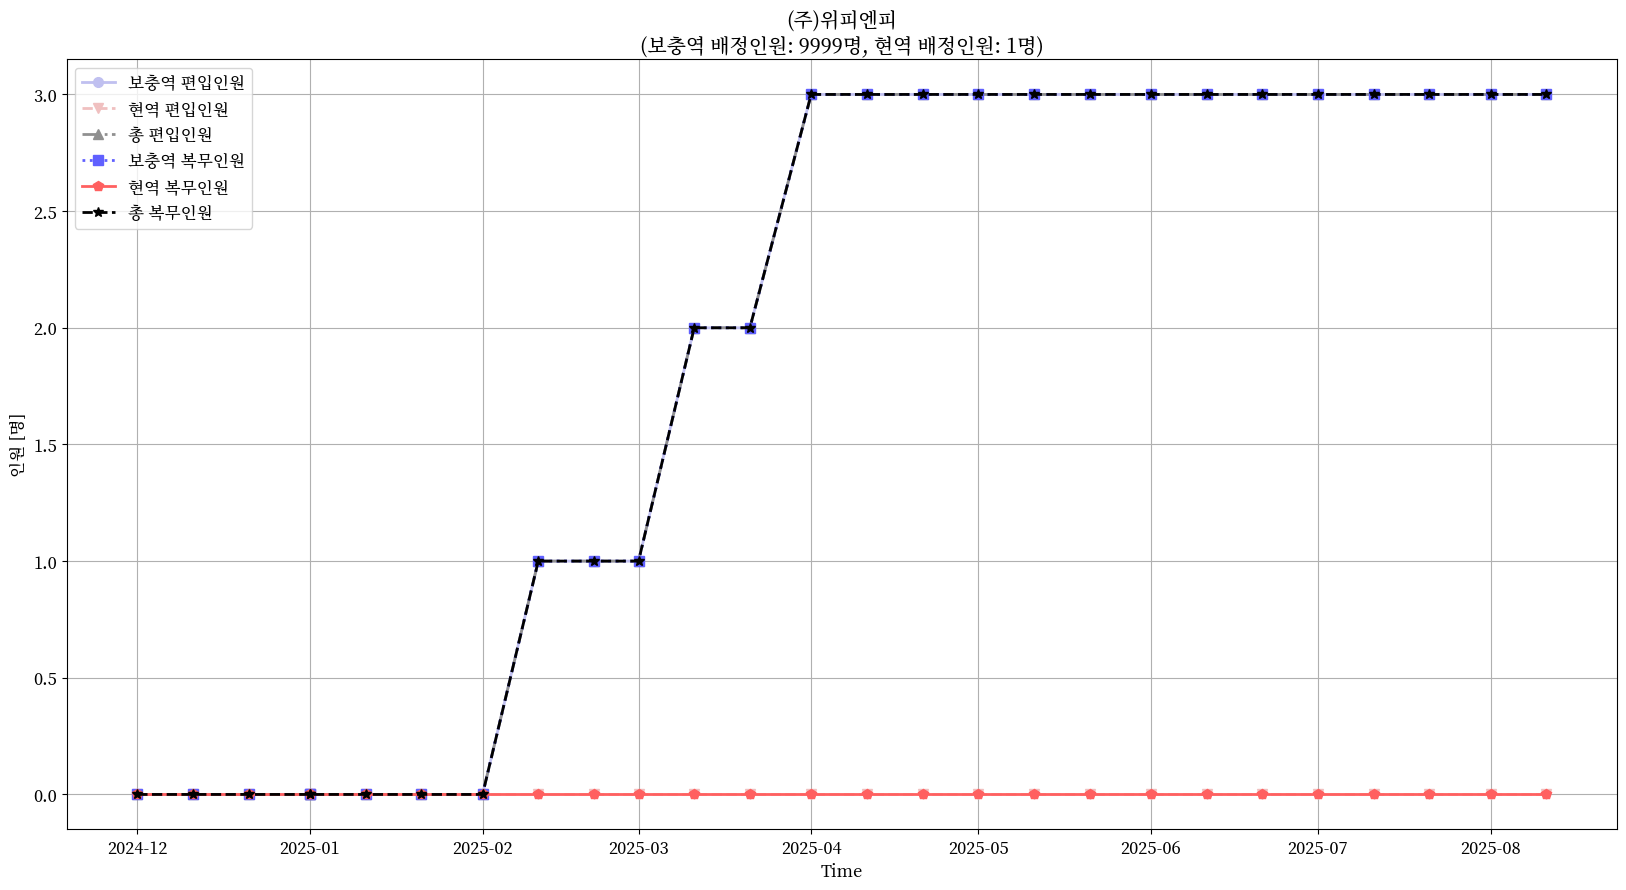 (주)위피엔피
(보충역 배정인원: 9999명, 현역 배정인원: 1명)
보충역 편입인원
현역 편입인원
총 편입인원
보충역 복무인원
현역 복무인원
총 복무인원
인원 [명]
3.0
2.5
2.0
1.5
1.0
0.5
0.0
2024-12
2025-01
2025-02
2025-03
2025-04
2025-05
2025-06
2025-07
2025-08
Time